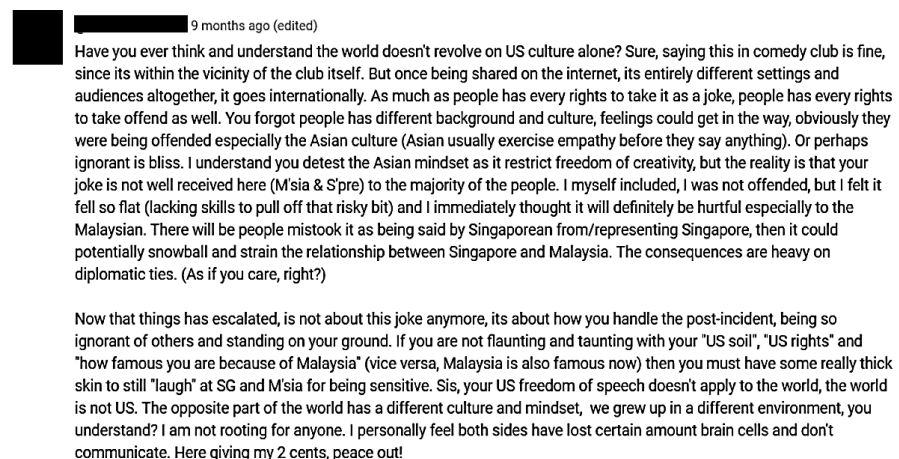 9 months ago (edited)
Have you ever think and understand the world doesn't revolve on US culture alone? Sure, saying this in comedy club is fine,
since its within the vicinity of the club itself. But once being shared on the internet, its entirely different settings and
audiences altogether, it goes internationally. As much as people has every rights to take it as a joke, people has every rights
to take offend as well. You forgot people has different background and culture, feelings could get in the way, obviously they
were being offended especially the Asian culture (Asian usually exercise empathy before they say anything). Or perhaps
ignorant is bliss. I understand you detest the Asian mindset as it restrict freedom of creativity, but the reality is that your
joke is not well received here (M'sia & S'pre) to the majority of the people. I myself included, I was not offended, but I felt it
fell so flat (lacking skills to pull off that risky bit) and I immediately thought it will definitely be hurtful especially to the
Malaysian. There will be people mistook it as being said by Singaporean from/representing Singapore, then it could
potentially snowball and strain the relationship between Singapore and Malaysia. The consequences are heavy on
diplomatic ties. (As if you care, right?)
Now that things has escalated, is not about this joke anymore, its about how you handle the post-incident, being so
ignorant of others and standing on your ground. If you are not flaunting and taunting with your "US soil", "US rights" and
"how famous you are because of Malaysia" (vice versa, Malaysia is also famous now) then you must have some really thick
skin to still "laugh" at SG and M'sia for being sensitive. Sis, your US freedom of speech doesn't apply to the world, the world
is not US. The opposite part of the world has a different culture and mindset, we grew up in a different environment, you
understand? I am not rooting for anyone. I personally feel both sides have lost certain amount brain cells and don't
communicate. Here giving my 2 cents, peace out!